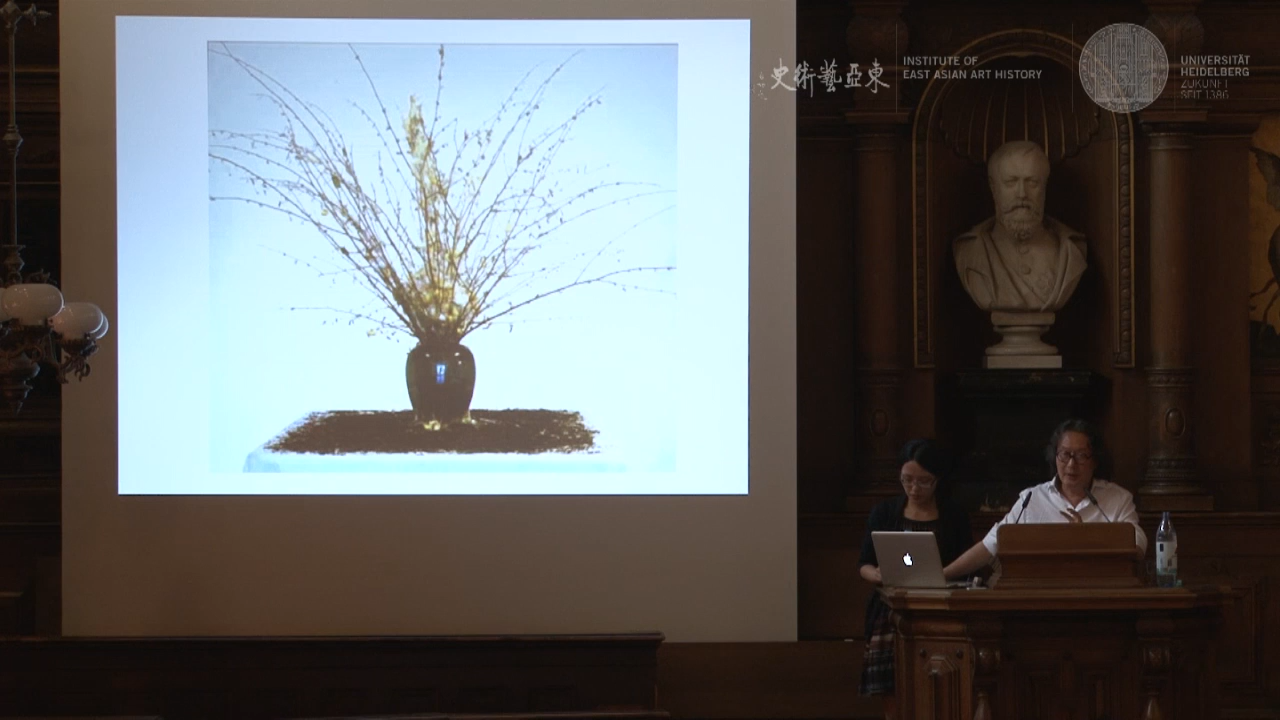 史術藝亞東
INSTITUTE OF
EAST ASIAN ART HISTORY
UNIVERSITÄT
HEIDELBERG
ZUKUNFT
SEIT 1386